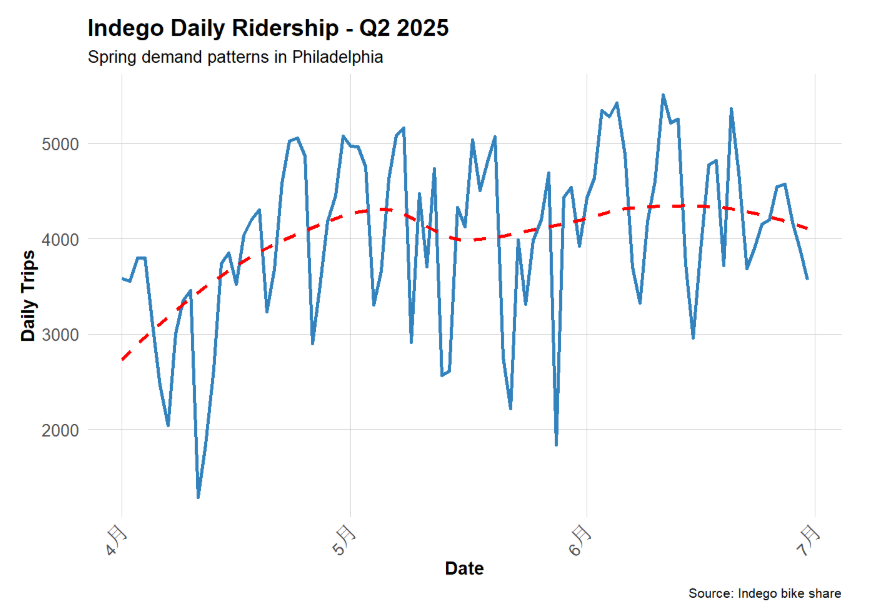 Indego Daily Ridership - Q2 2025
Spring demand patterns in Philadelphia
Daily Trips
5000
4000
3000
2000
4月
5月
6月
7月
Date
Source: Indego bike share